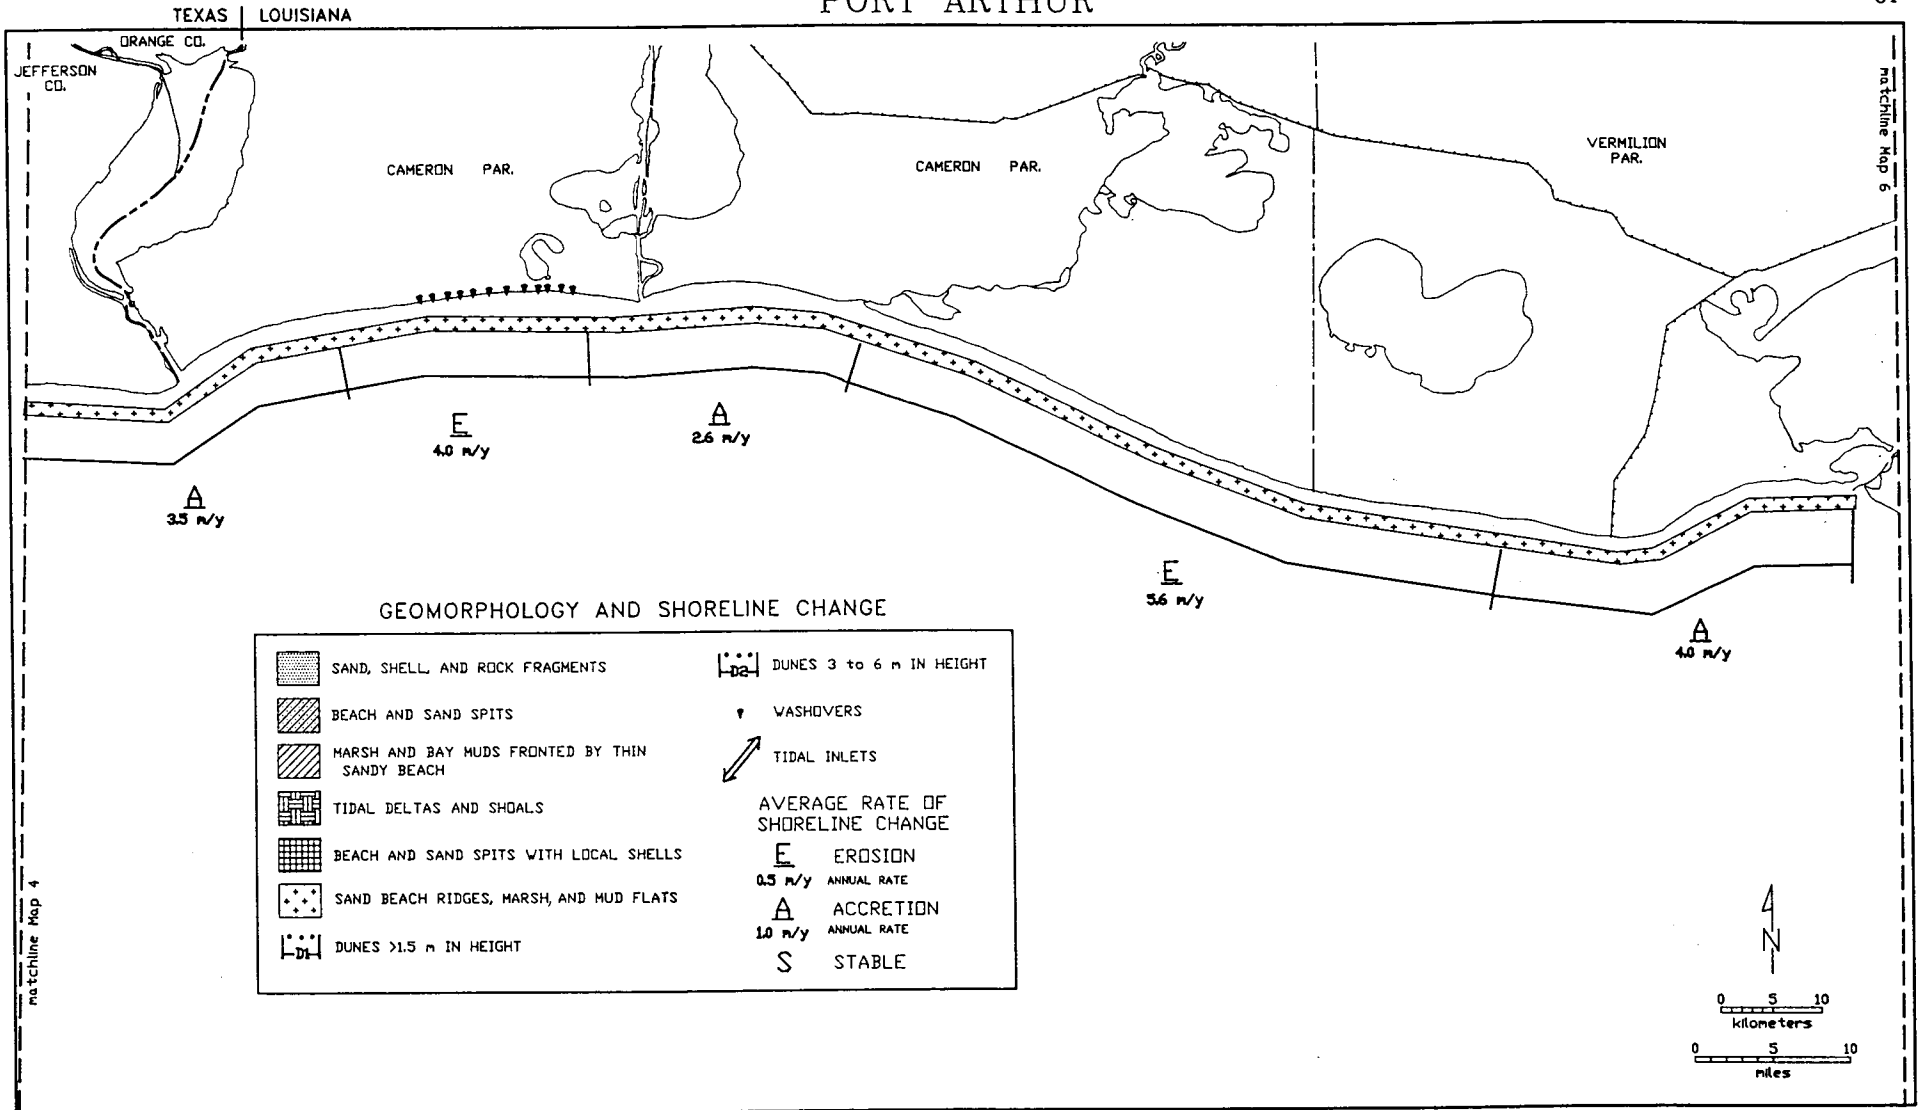 PORT ARTHUR
TEXAS | LOUISIANA
ORANGE CO.
JEFFERSON
CO.
CAMERON PAR.
CAMERON PAR.
VERMILION
PAR.
matchline Map 6
E
4.0 m/y
A
2.6 m/y
A
3.5 m/y
E
5.6 m/y
A
4.0 m/y
GEOMORPHOLOGY AND SHORELINE CHANGE
SAND, SHELL, AND ROCK FRAGMENTS
BEACH AND SAND SPITS
MARSH AND BAY MUDS FRONTED BY THIN
SANDY BEACH
TIDAL DELTAS AND SHOALS
BEACH AND SAND SPITS WITH LOCAL SHELLS
SAND BEACH RIDGES, MARSH, AND MUD FLATS
D1 DUNES >1.5 m IN HEIGHT
D2 DUNES 3 to 6 m IN HEIGHT
WASHOVERS
TIDAL INLETS
AVERAGE RATE OF
SHORELINE CHANGE
E EROSION
0.5 m/y ANNUAL RATE
A ACCRETION
1.0 m/y ANNUAL RATE
S STABLE
matchline Map 4
N
0 5 10
kilometers
0 5 10
miles